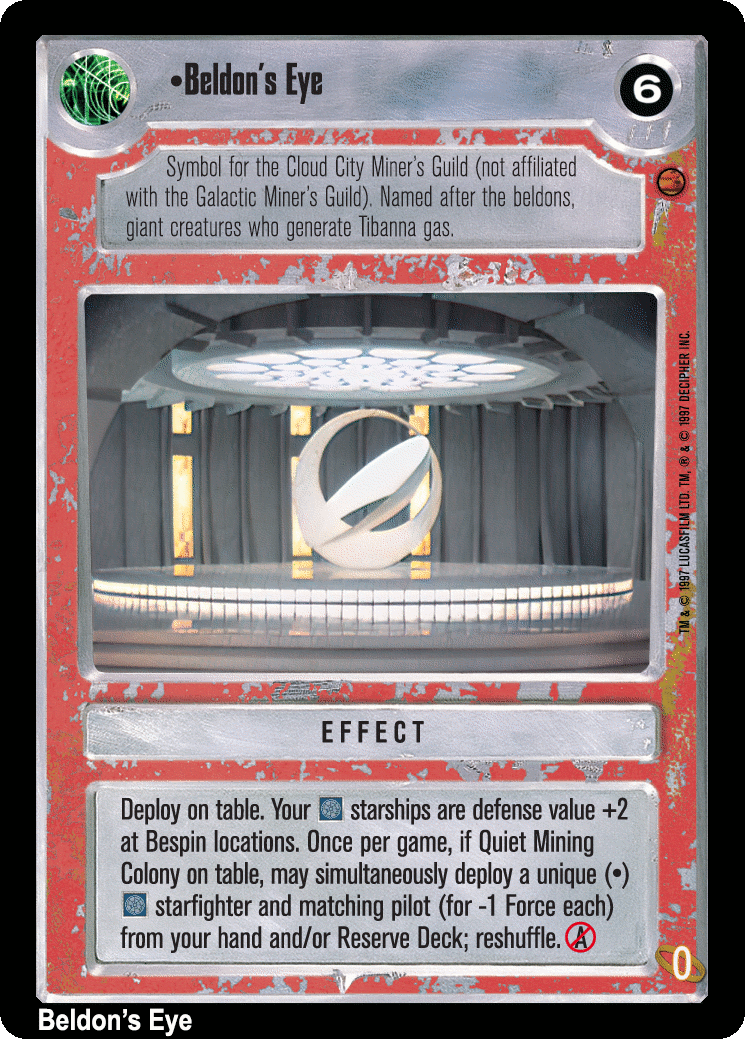 •Beldon's Eye
6
Symbol for the Cloud City Miner's Guild (not affiliated
with the Galactic Miner's Guild). Named after the beldons,
giant creatures who generate Tibanna gas.
TM & © 1997 LUCASFILM LTD. TM, ® & © 1997 DECIPHER INC.
EFFECT
Deploy on table. Your starships are defense value +2
at Bespin locations. Once per game, if Quiet Mining
Colony on table, may simultaneously deploy a unique (•)
starfighter and matching pilot (for -1 Force each)
from your hand and/or Reserve Deck; reshuffle. A
0
Beldon's Eye